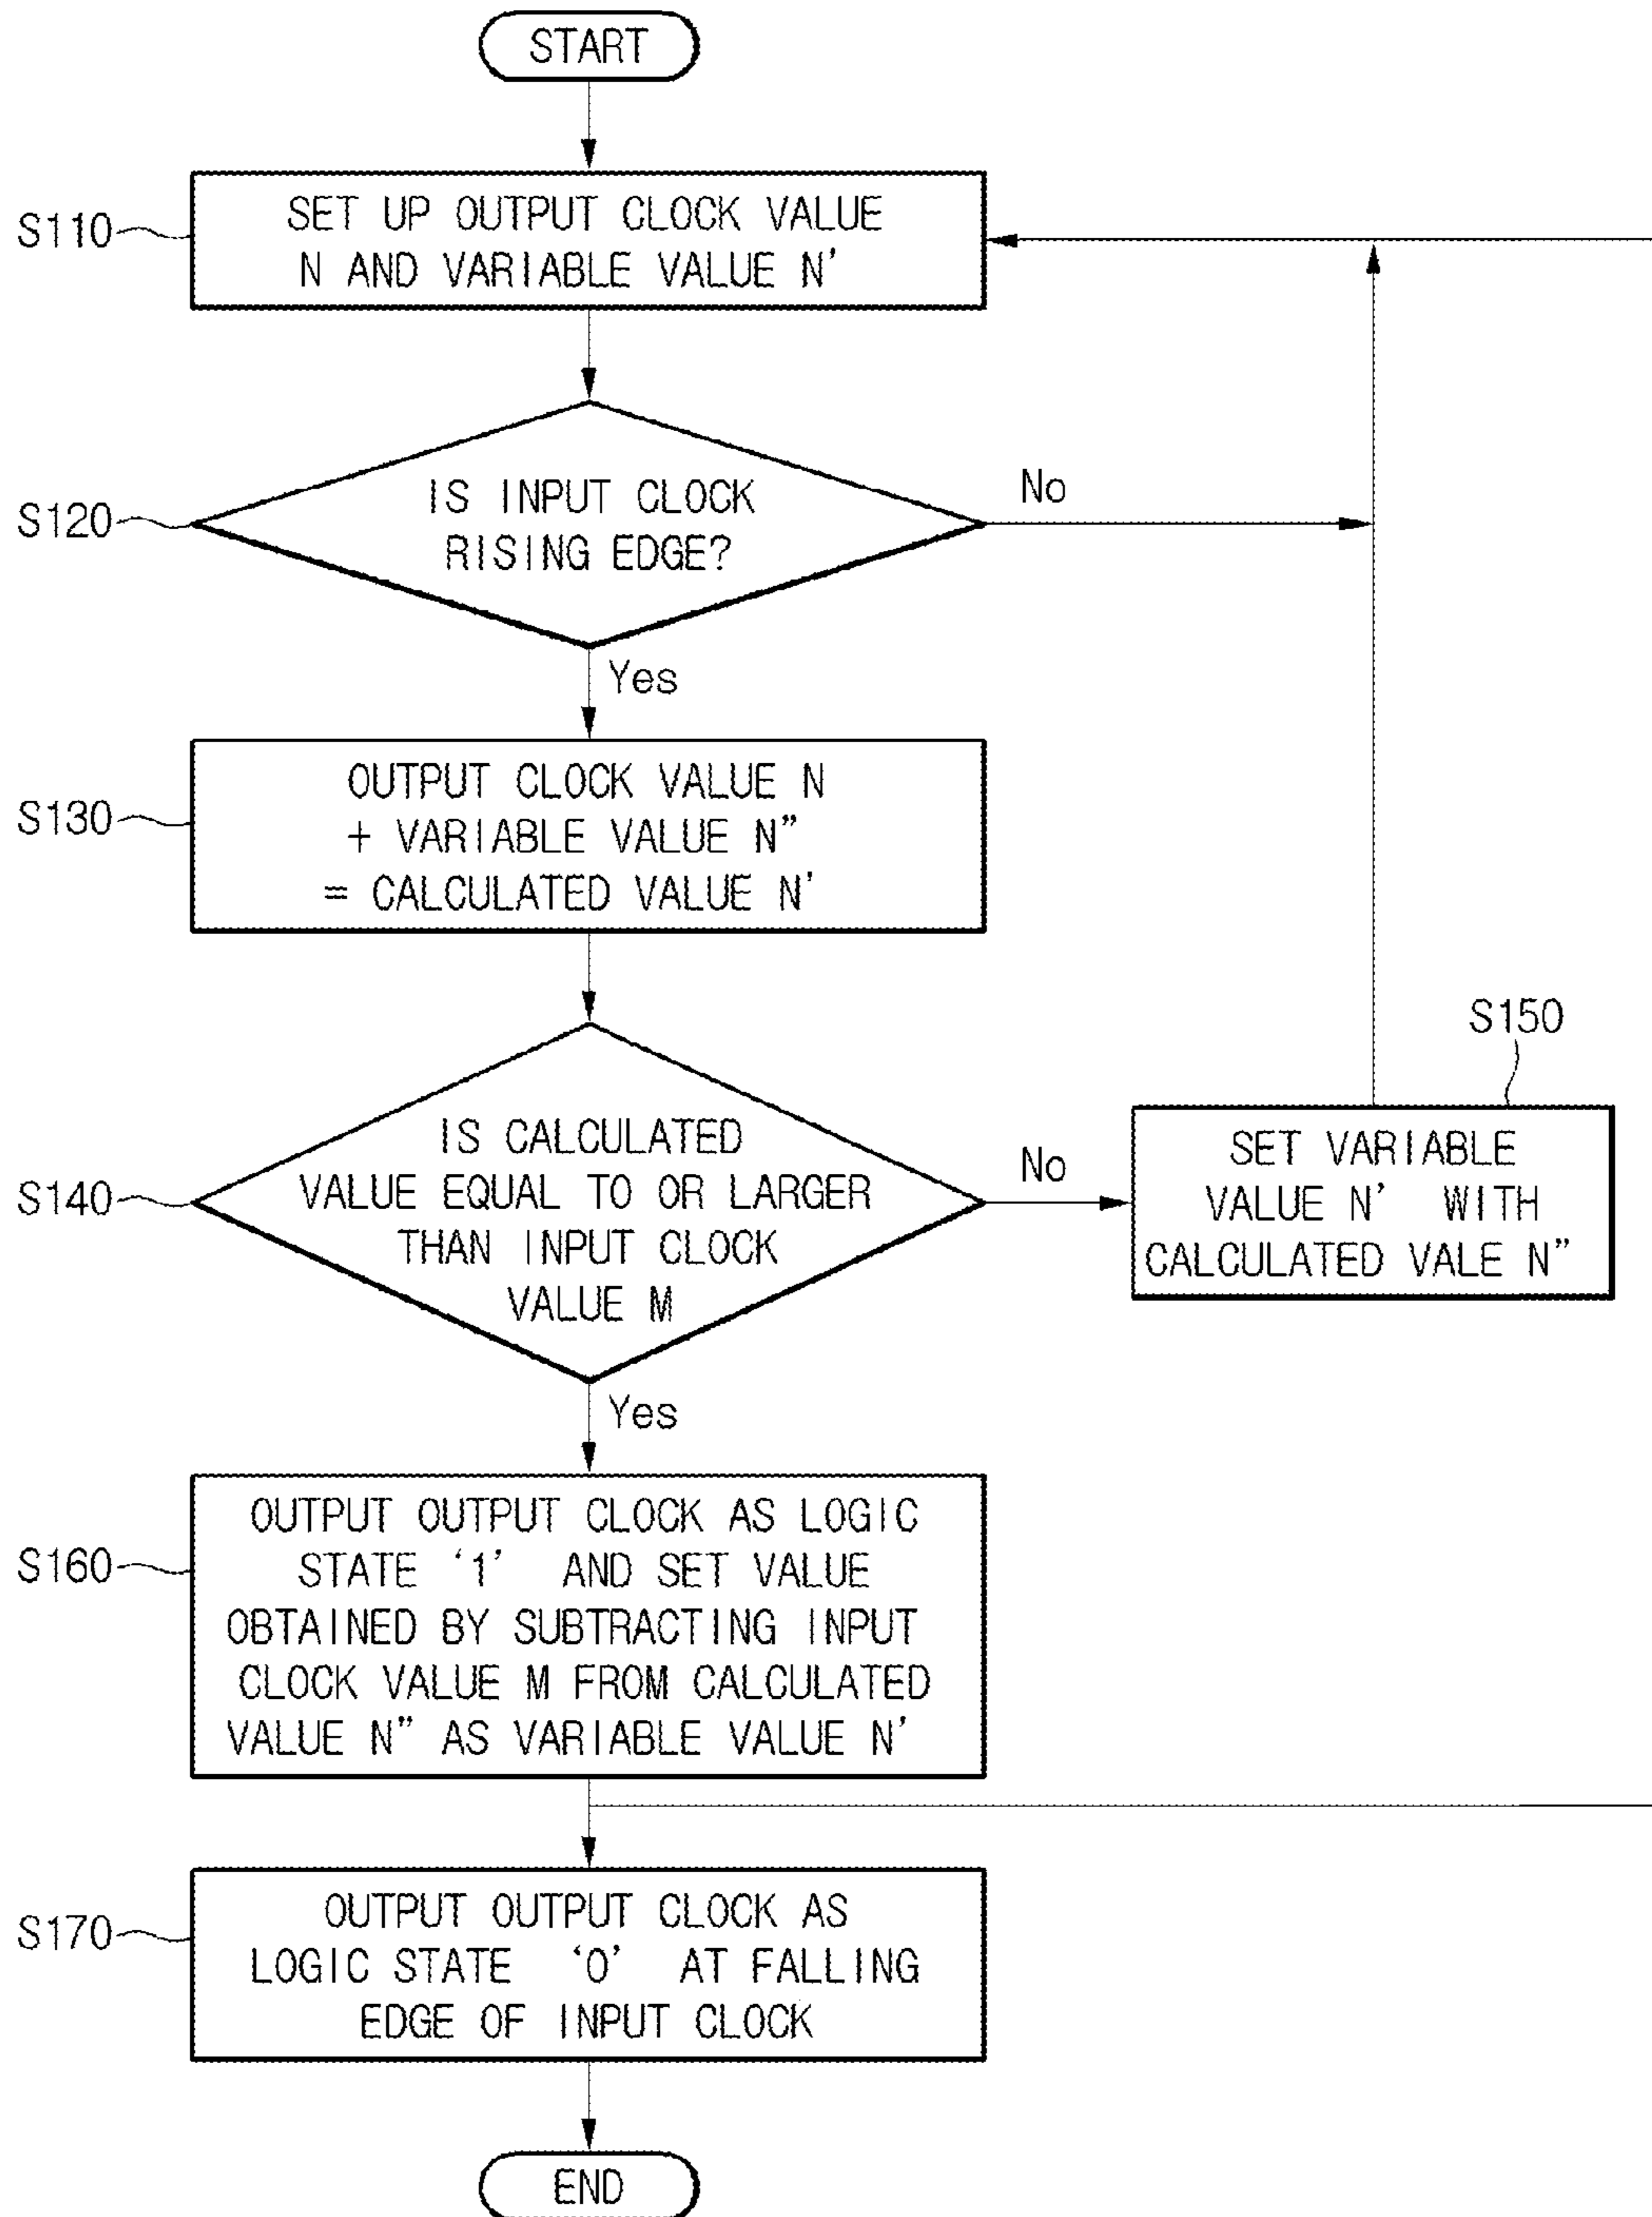 START
S110
SET UP OUTPUT CLOCK VALUE
N AND VARIABLE VALUE N'
S120
IS INPUT CLOCK
RISING EDGE?
No
Yes
S130
OUTPUT CLOCK VALUE N
+ VARIABLE VALUE N"
= CALCULATED VALUE N'
S140
IS CALCULATED
VALUE EQUAL TO OR LARGER
THAN INPUT CLOCK
VALUE M
No
S150
SET VARIABLE
VALUE N' WITH
CALCULATED VALE N"
Yes
S160
OUTPUT OUTPUT CLOCK AS LOGIC
STATE '1' AND SET VALUE
OBTAINED BY SUBTRACTING INPUT
CLOCK VALUE M FROM CALCULATED
VALUE N" AS VARIABLE VALUE N'
S170
OUTPUT OUTPUT CLOCK AS
LOGIC STATE '0' AT FALLING
EDGE OF INPUT CLOCK
END